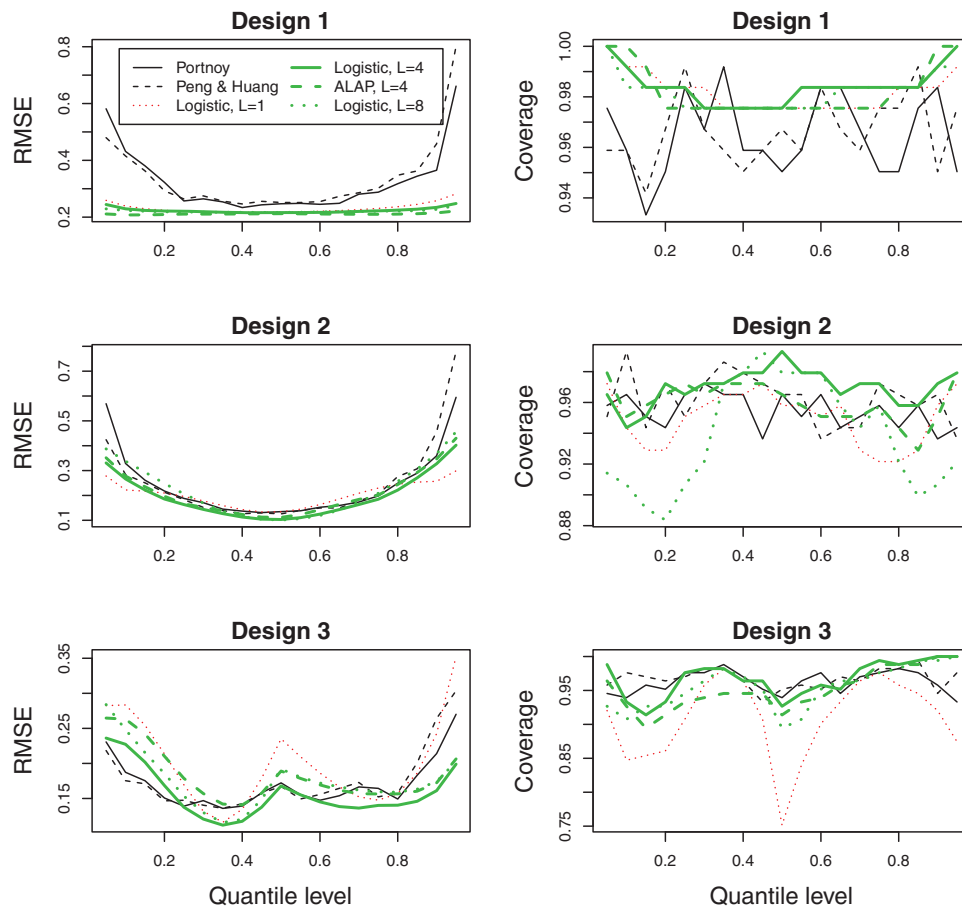 Design 1
RMSE
0.2 0.3 0.4 0.6 0.8
Portnoy
Peng & Huang
Logistic, L=1
Logistic, L=4
ALAP, L=4
Logistic, L=8
0.2 0.4 0.6 0.8
Design 1
Coverage
0.94 0.96 0.98 1.00
0.2 0.4 0.6 0.8
Design 2
RMSE
0.1 0.3 0.5 0.7
0.2 0.4 0.6 0.8
Design 2
Coverage
0.88 0.92 0.96
0.2 0.4 0.6 0.8
Design 3
RMSE
0.15 0.25 0.35
0.2 0.4 0.6 0.8
Quantile level
Design 3
Coverage
0.75 0.85 0.95
0.2 0.4 0.6 0.8
Quantile level